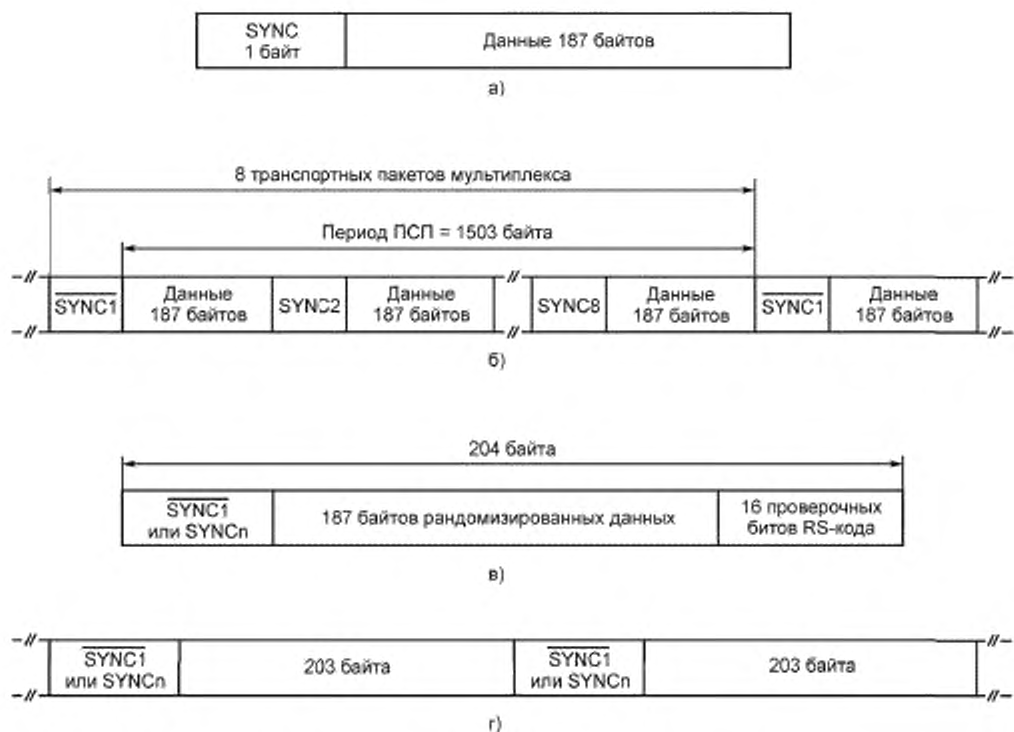 SYNC
1 байт
Данные 187 байтов
а)
8 транспортных пакетов мультиплекса
Период ПСП = 1503 байта
SYNC1
Данные
187 байтов
SYNC2
Данные
187 байтов
SYNC8
Данные
187 байтов
SYNC1
Данные
187 байтов
б)
204 байта
SYNC1
или SYNCn
187 байтов рандомизированных данных
16 проверочных
битов RS-кода
в)
SYNC1
или SYNCn
203 байта
SYNC1
или SYNCn
203 байта
г)